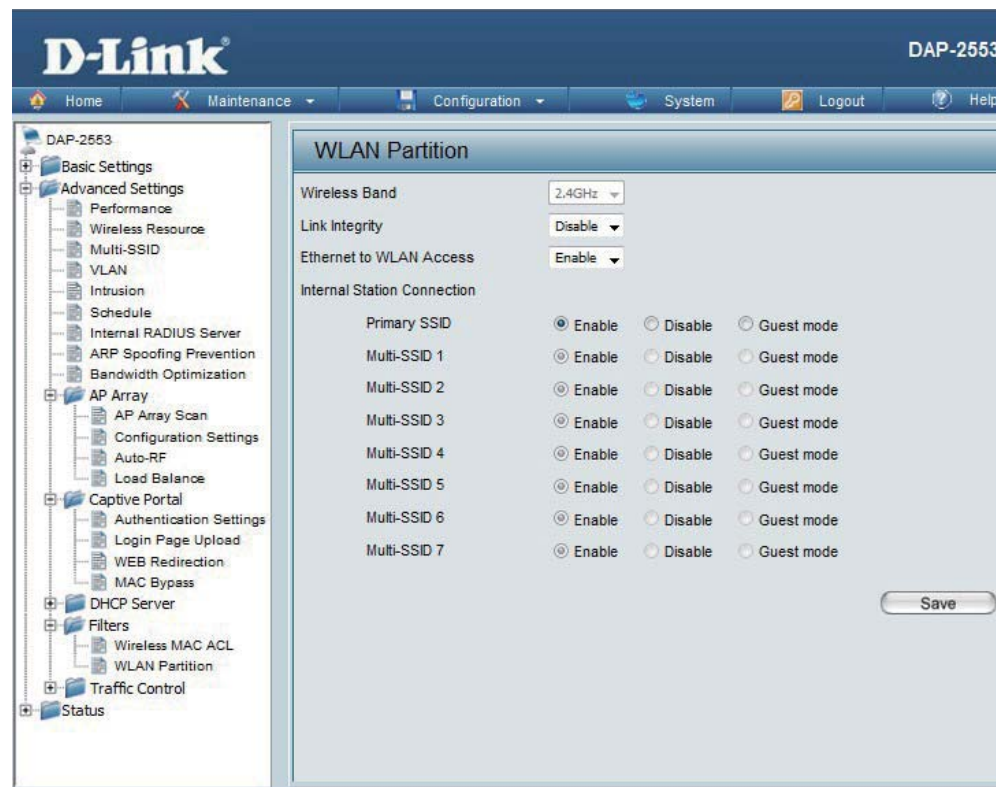 D-Link®
DAP-2553
Home Maintenance Configuration System Logout Help
DAP-2553
Basic Settings
Advanced Settings
Performance
Wireless Resource
Multi-SSID
VLAN
Intrusion
Schedule
Internal RADIUS Server
ARP Spoofing Prevention
Bandwidth Optimization
AP Array
AP Array Scan
Configuration Settings
Auto-RF
Load Balance
Captive Portal
Authentication Settings
Login Page Upload
WEB Redirection
MAC Bypass
DHCP Server
Filters
Wireless MAC ACL
WLAN Partition
Traffic Control
Status
WLAN Partition
Wireless Band 2.4GHz
Link Integrity Disable
Ethernet to WLAN Access Enable
Internal Station Connection
Primary SSID Enable Disable Guest mode
Multi-SSID 1 Enable Disable Guest mode
Multi-SSID 2 Enable Disable Guest mode
Multi-SSID 3 Enable Disable Guest mode
Multi-SSID 4 Enable Disable Guest mode
Multi-SSID 5 Enable Disable Guest mode
Multi-SSID 6 Enable Disable Guest mode
Multi-SSID 7 Enable Disable Guest mode
Save